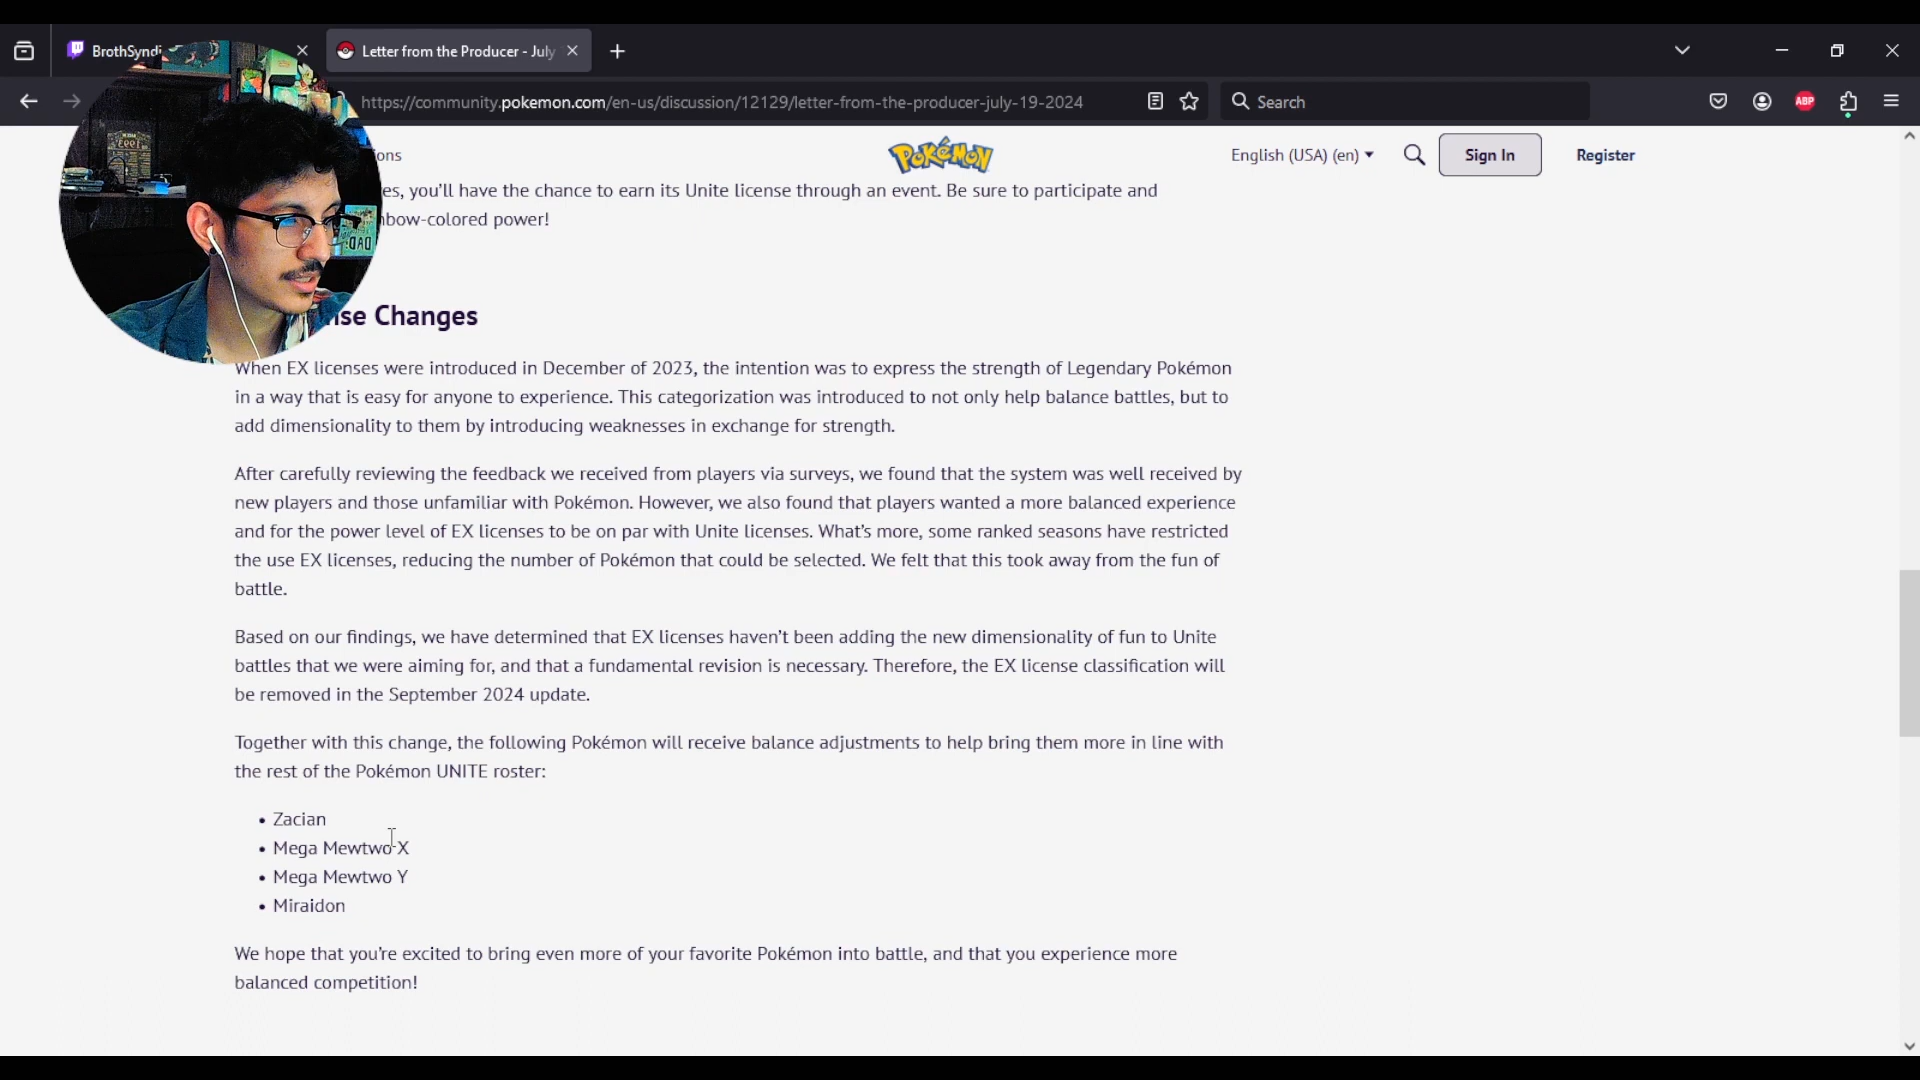 BrothSyndi
Letter from the Producer - July
https://community.pokemon.com/en-us/discussion/12129/letter-from-the-producer-july-19-2024
Search
ABP
POKéMON
English (USA) (en)
Sign In
Register
you'll have the chance to earn its Unite license through an event. Be sure to participate and
power!
Changes
When EX licenses were introduced in December of 2023, the intention was to express the strength of Legendary Pokémon
in a way that is easy for anyone to experience. This categorization was introduced to not only help balance battles, but to
add dimensionality to them by introducing weaknesses in exchange for strength.
After carefully reviewing the feedback we received from players via surveys, we found that the system was well received by
new players and those unfamiliar with Pokémon. However, we also found that players wanted a more balanced experience
and for the power level of EX licenses to be on par with Unite licenses. What's more, some ranked seasons have restricted
the use EX licenses, reducing the number of Pokémon that could be selected. We felt that this took away from the fun of
battle.
Based on our findings, we have determined that EX licenses haven't been adding the new dimensionality of fun to Unite
battles that we were aiming for, and that a fundamental revision is necessary. Therefore, the EX license classification will
be removed in the September 2024 update.
Together with this change, the following Pokémon will receive balance adjustments to help bring them more in line with
the rest of the Pokémon UNITE roster:
• Zacian
• Mega Mewtwo X
• Mega Mewtwo Y
• Miraidon
We hope that you're excited to bring even more of your favorite Pokémon into battle, and that you experience more
balanced competition!